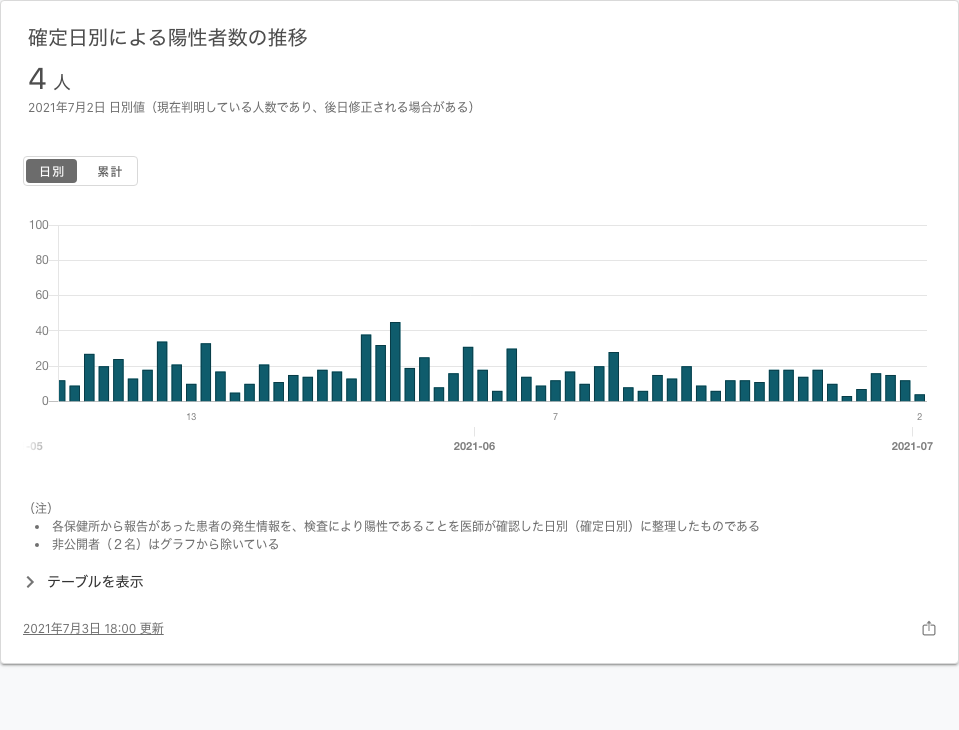 確定日別による陽性者数の推移
4 人
2021年7月2日 日別値（現在判明している人数であり、後日修正される場合がある）
日別 累計
100
80
60
40
20
0
13 7 2
-05 2021-06 2021-07
（注）
• 各保健所から報告があった患者の発生情報を、検査により陽性であることを医師が確認した日別（確定日別）に整理したものである
• 非公開者（２名）はグラフから除いている
テーブルを表示
2021年7月3日 18:00 更新